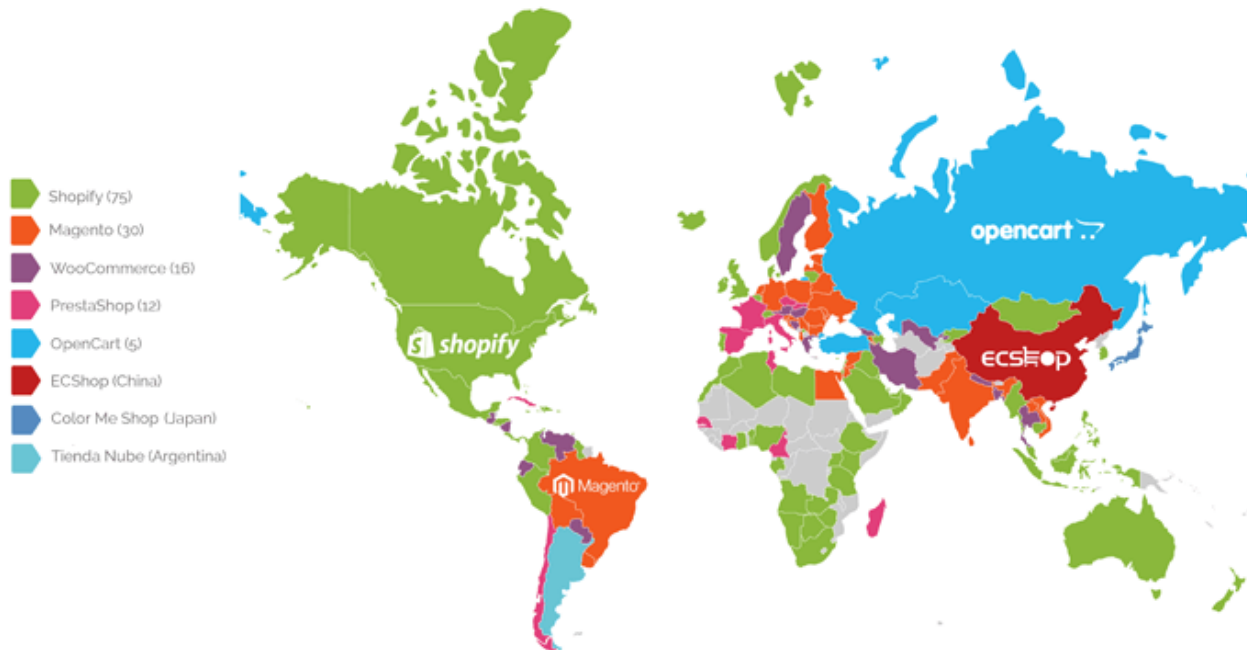 Shopify (75)
Magento (30)
WooCommerce (16)
PrestaShop (12)
OpenCart (5)
ECShop (China)
Color Me Shop (Japan)
Tienda Nube (Argentina)
shopify
Magento
opencart
ECSHOP